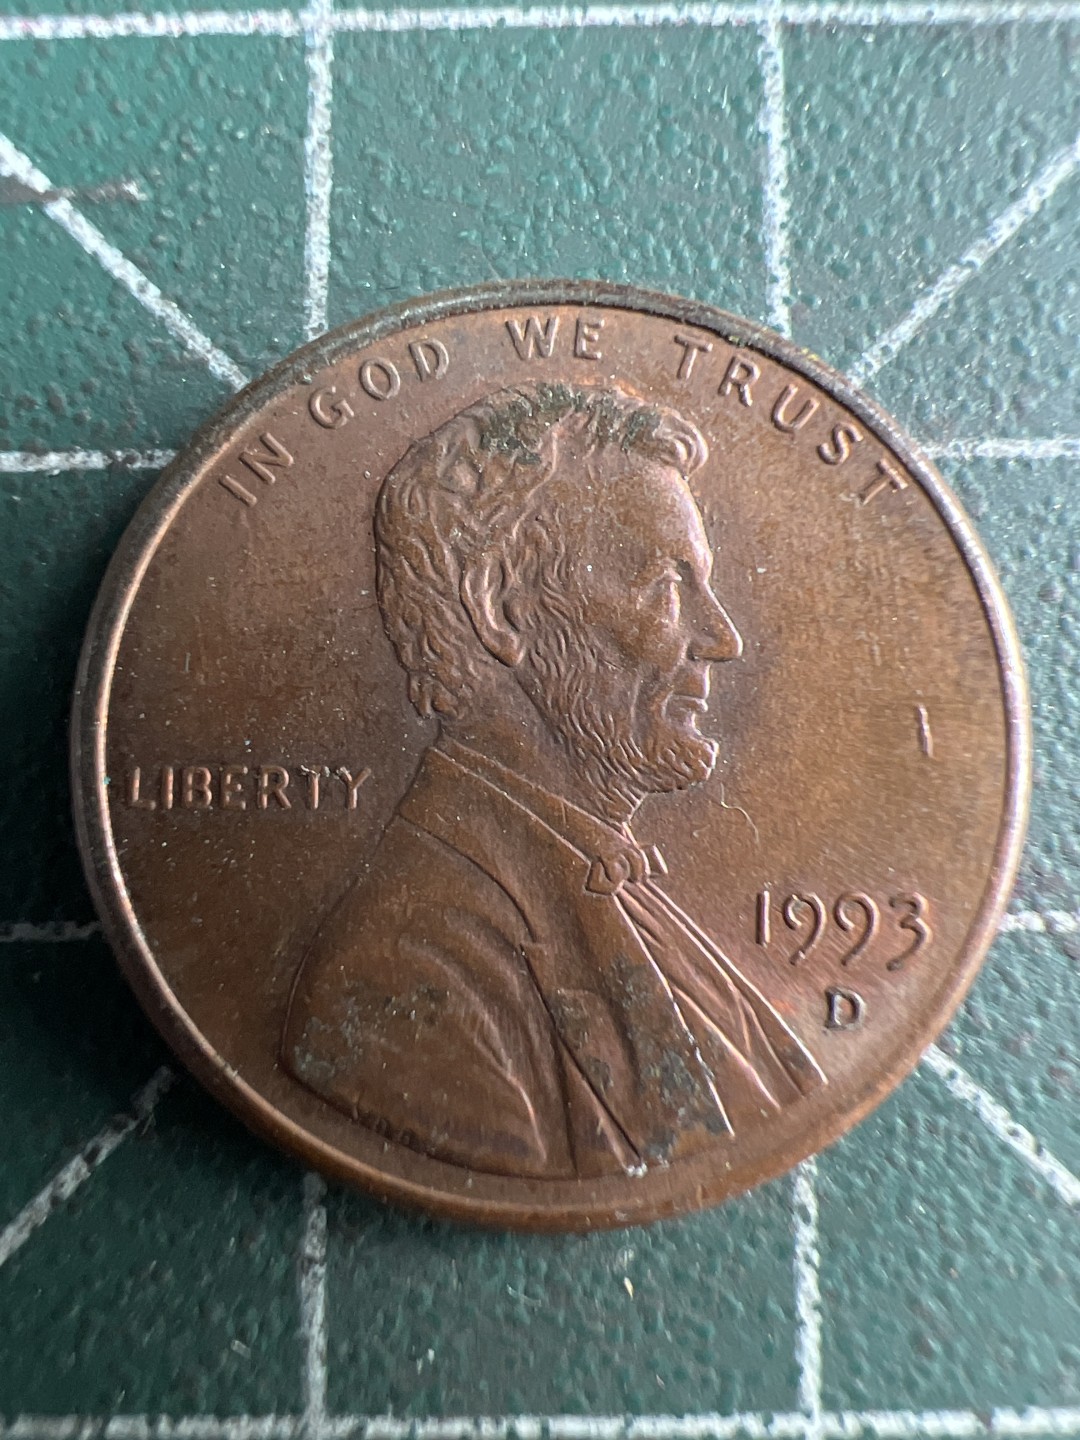 IN GOD WE TRUST
LIBERTY
1993
D